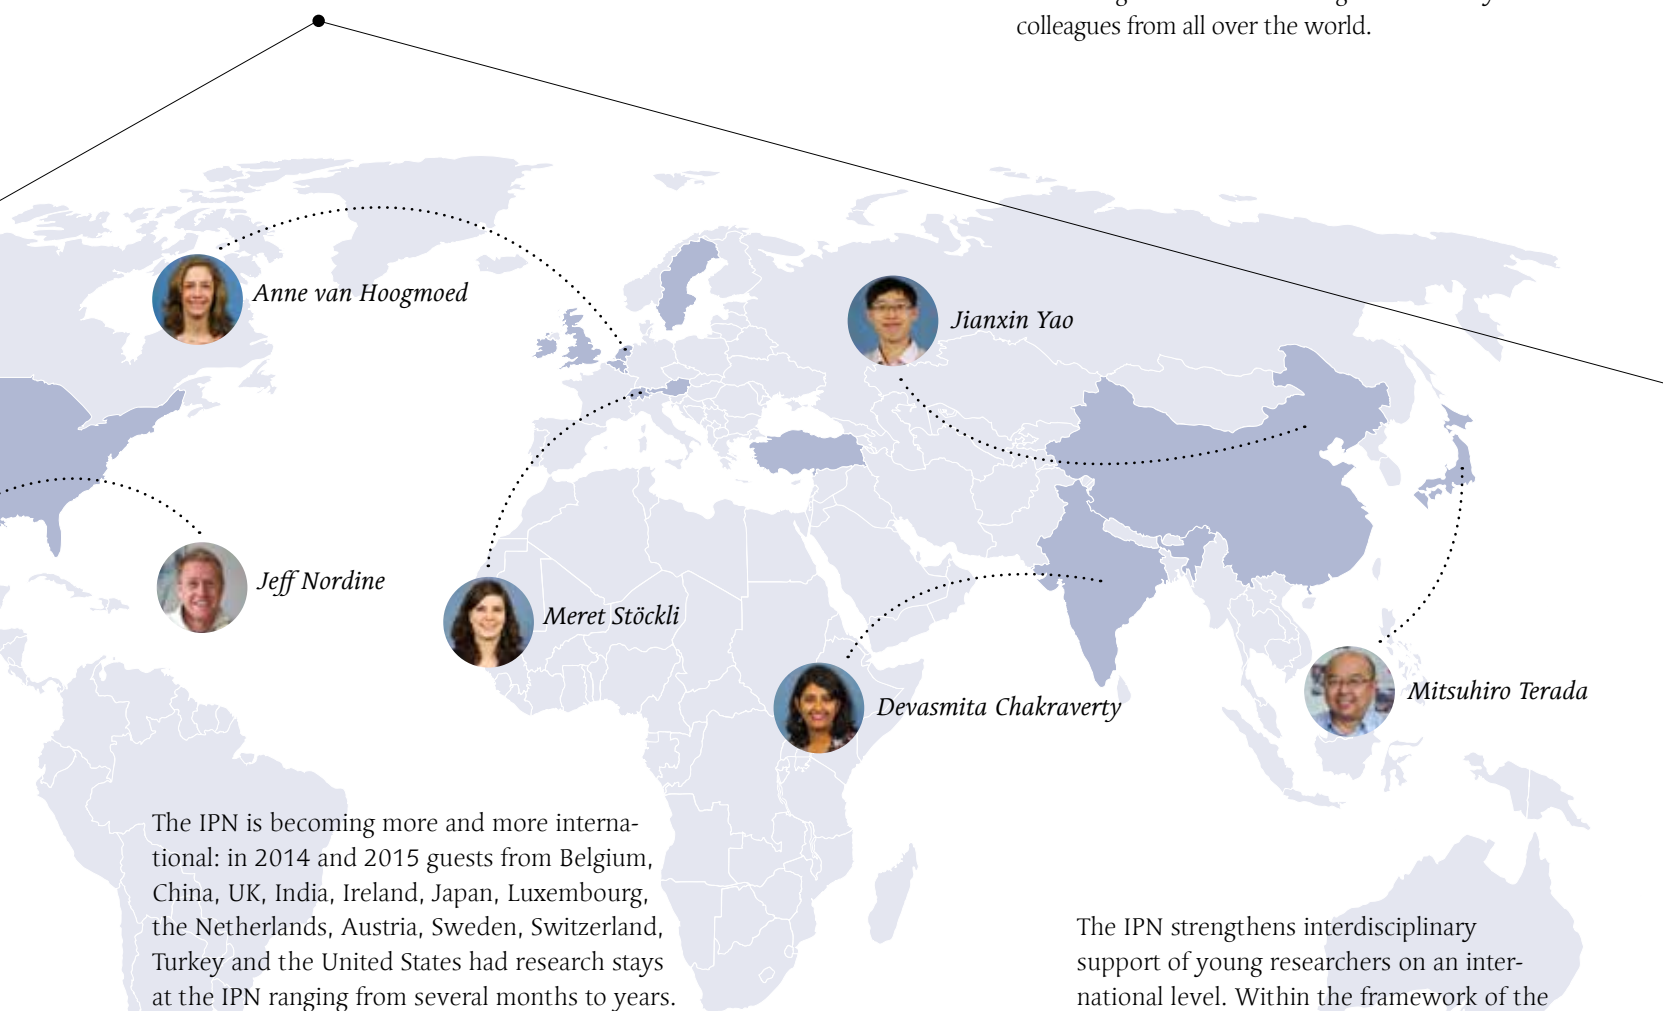 colleagues from all over the world.
Anne van Hoogmoed
Jianxin Yao
Jeff Nordine
Meret Stöckli
Devasmita Chakraverty
Mitsuhiro Terada
The IPN is becoming more and more interna-
tional: in 2014 and 2015 guests from Belgium,
China, UK, India, Ireland, Japan, Luxembourg,
the Netherlands, Austria, Sweden, Switzerland,
Turkey and the United States had research stays
at the IPN ranging from several months to years.
The IPN strengthens interdisciplinary
support of young researchers on an inter-
national level. Within the framework of the